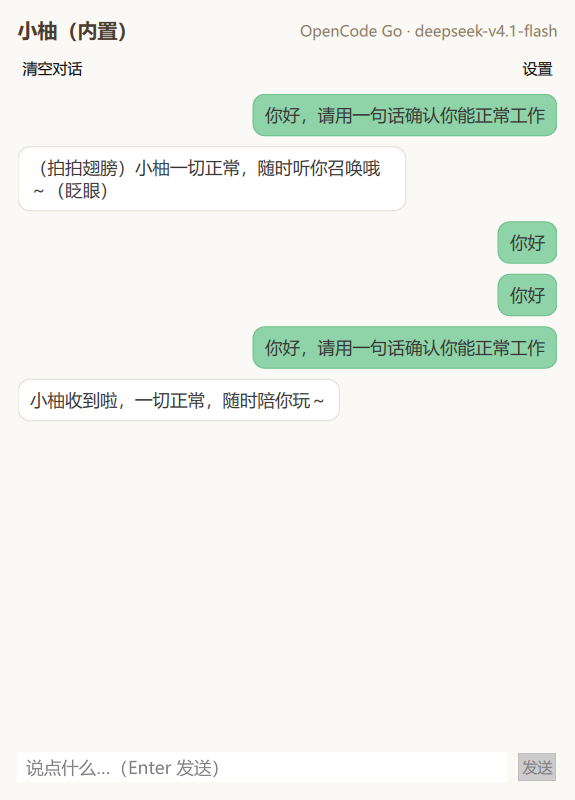 小柚（内置）
OpenCode Go · deepseek-v4.1-flash
清空对话
设置
你好，请用一句话确认你能正常工作
（拍拍翅膀）小柚一切正常，随时听你召唤哦
～（眨眼）
你好
你好
你好，请用一句话确认你能正常工作
小柚收到啦，一切正常，随时陪你玩～
说点什么…（Enter 发送）
发送